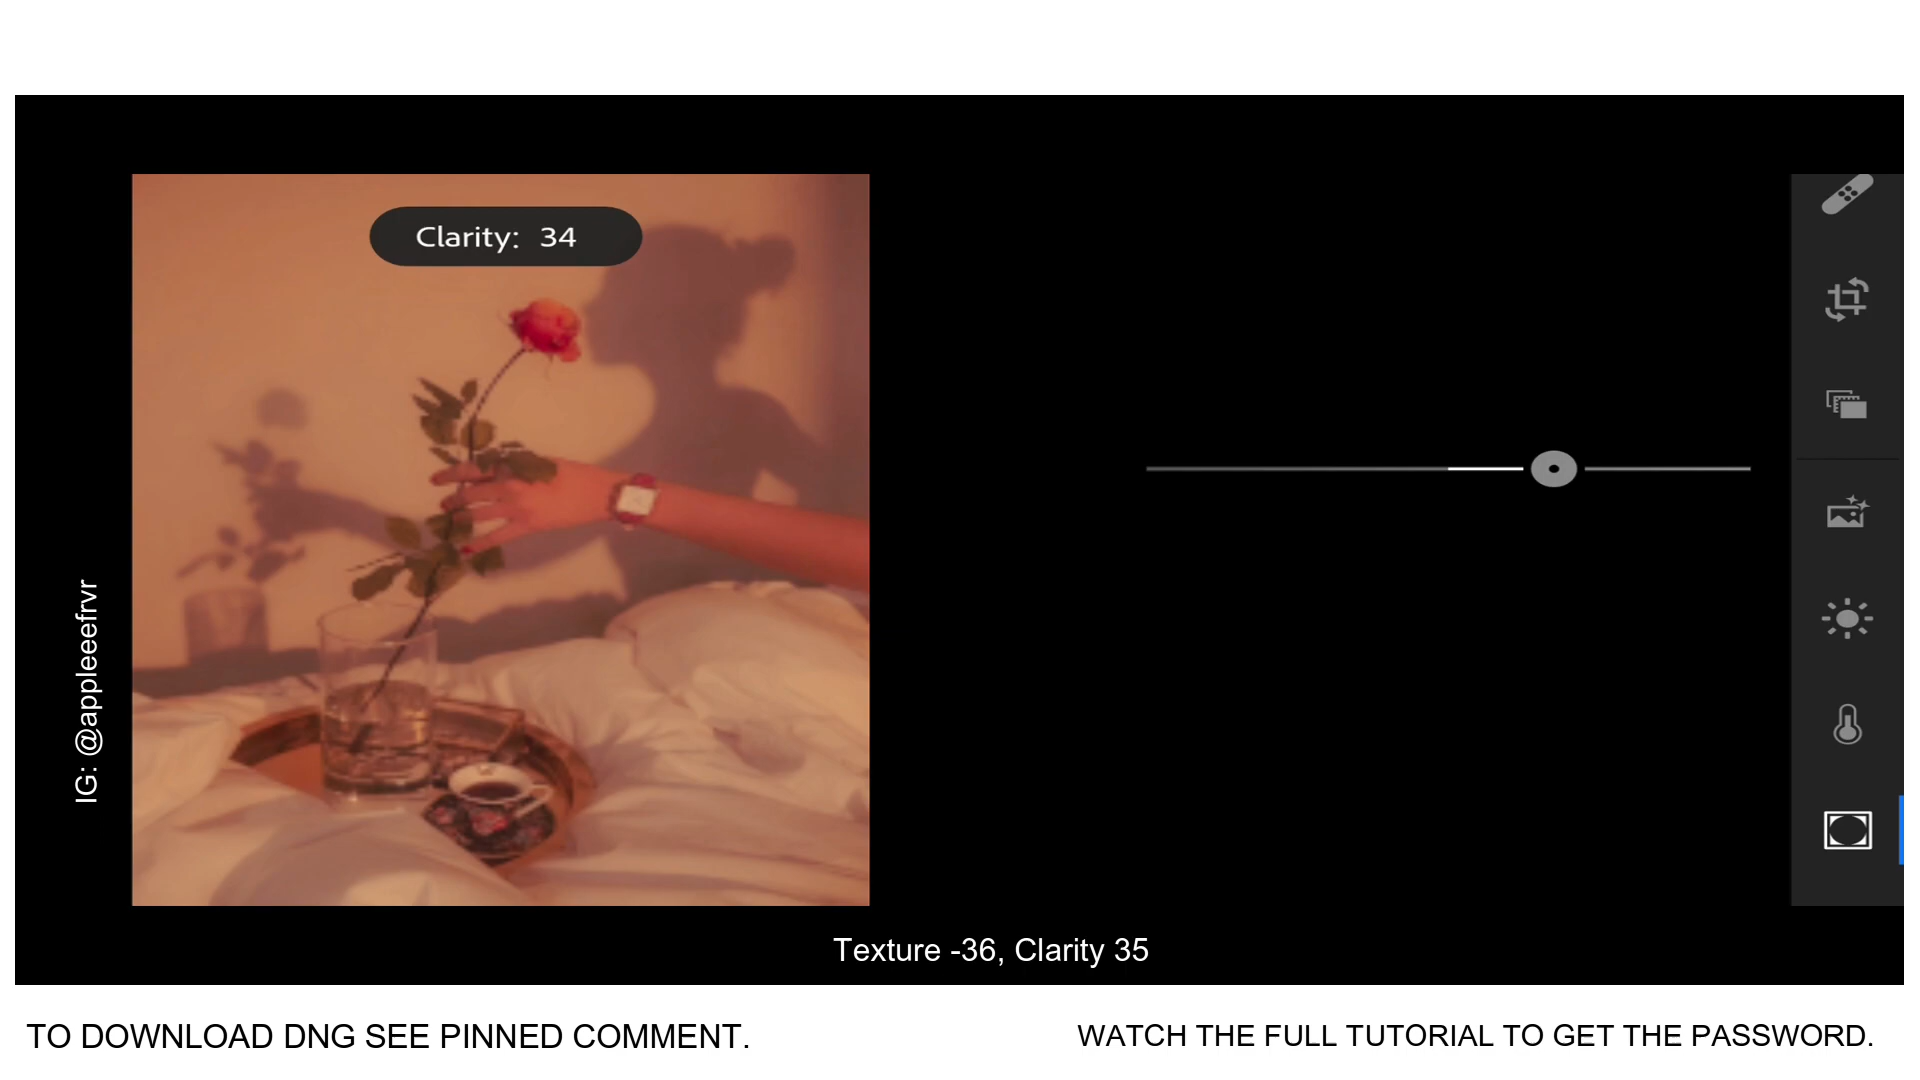 Clarity: 34
IG: @appleeefrvr
Texture -36, Clarity 35
TO DOWNLOAD DNG SEE PINNED COMMENT.
WATCH THE FULL TUTORIAL TO GET THE PASSWORD.